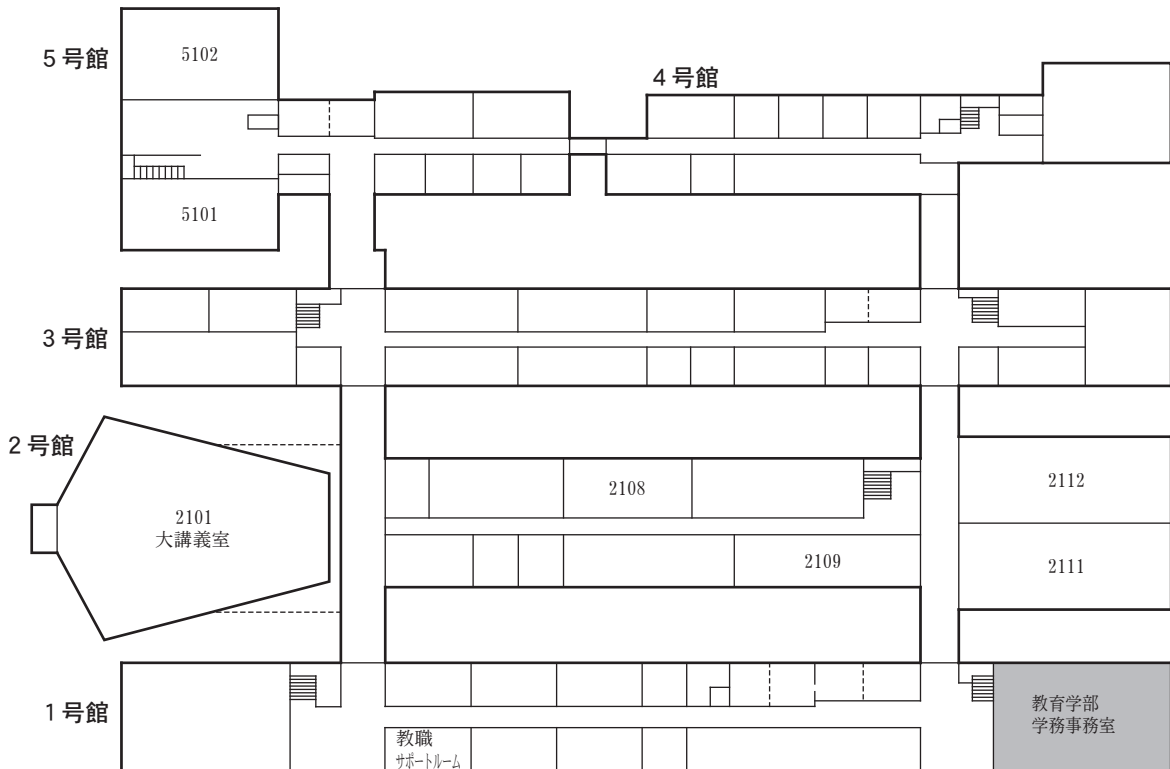 5号館
5102
4号館
5101
3号館
2号館
2108
2112
2101
大講義室
2109
2111
1号館
教育学部
学務事務室
教職
サポートルーム